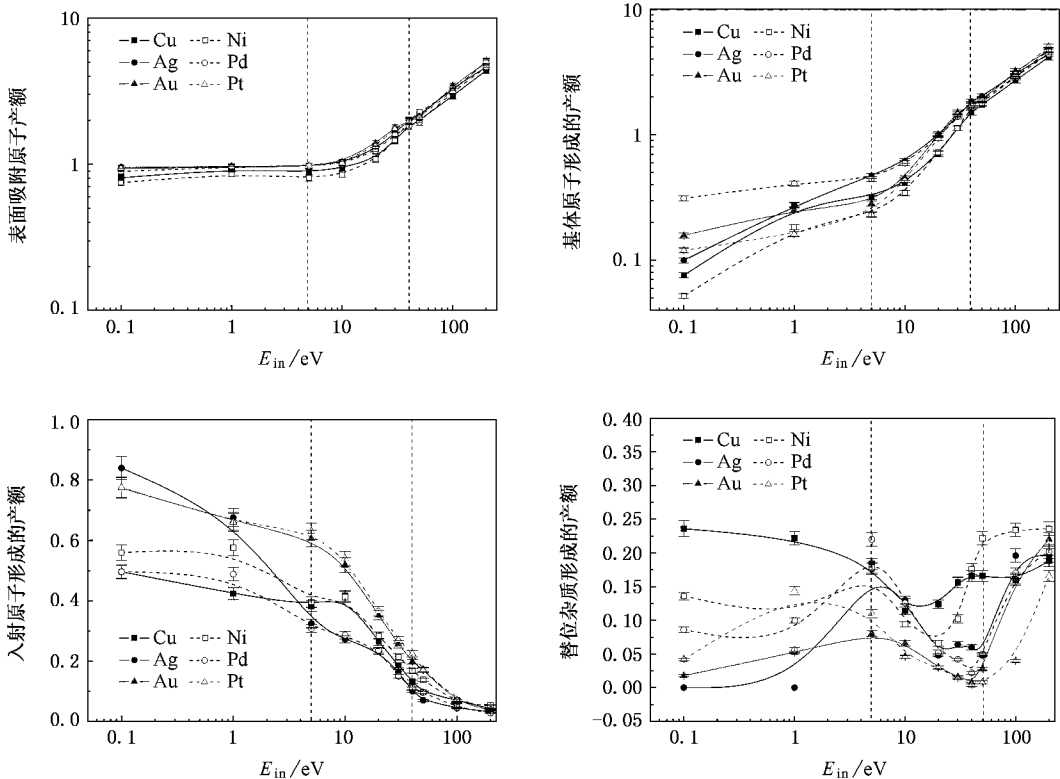 表面吸附原子产额
10
1
0.1
Cu Ni
Ag Pd
Au Pt
0.1 1 10 100
E in /eV
基体原子形成的产额
10
1
0.1
Cu Ni
Ag Pd
Au Pt
0.1 1 10 100
E in /eV
入射原子形成的产额
1.0
0.8
0.6
0.4
0.2
0.0
Cu Ni
Ag Pd
Au Pt
0.1 1 10 100
E in /eV
替位杂质形成的产额
0.40
0.35
0.30
0.25
0.20
0.15
0.10
0.05
0.00
-0.05
Cu Ni
Ag Pd
Au Pt
0.1 1 10 100
E in /eV